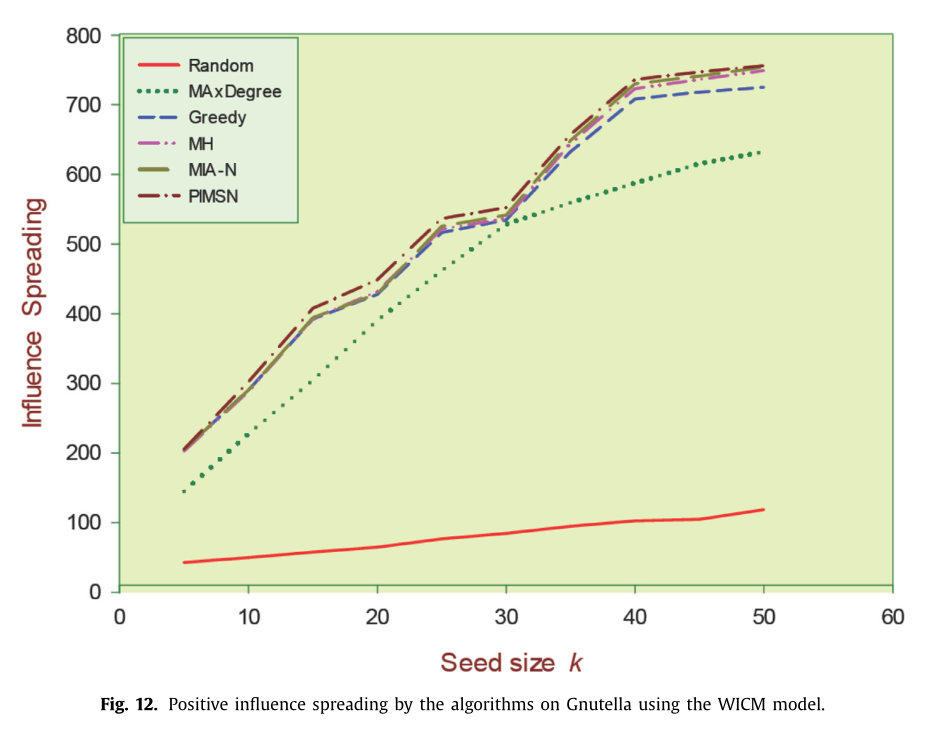 800
700
600
500
400
300
200
100
0
Influence Spreading
Random
MAxDegree
Greedy
MH
MIA-N
PIMSN
0 10 20 30 40 50 60
Seed size k
Fig. 12. Positive influence spreading by the algorithms on Gnutella using the WICM model.